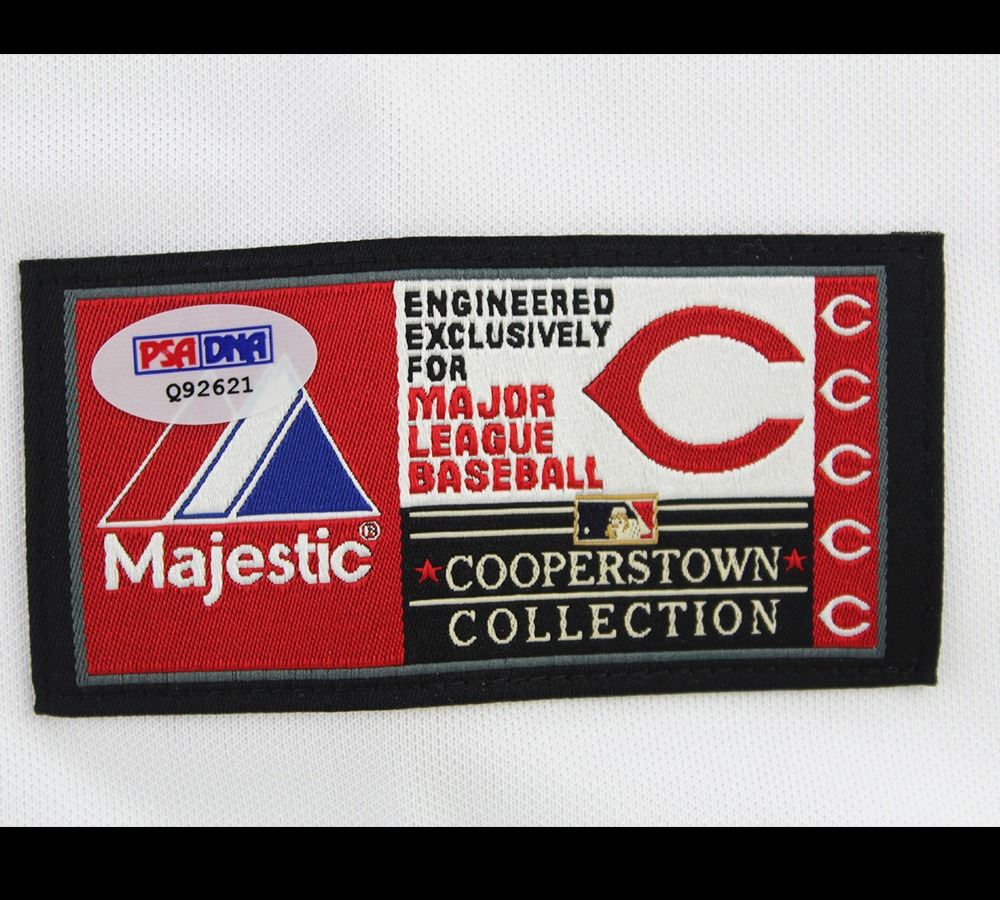 PSA DNA
Q92621
Majestic®
ENGINEERED
EXCLUSIVELY
FOR
MAJOR
LEAGUE
BASEBALL
C
COOPERSTOWN
COLLECTION
C
C
C
C
C